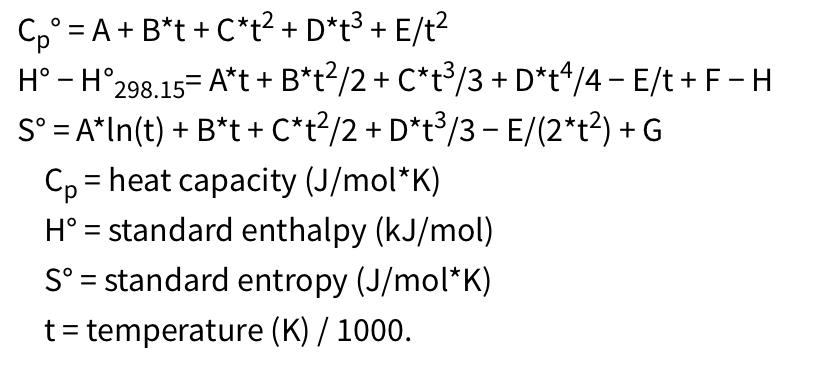 Cₚ° = A + B*t + C*t² + D*t³ + E/t²
H° − H°₂₉₈.₁₅= A*t + B*t²/2 + C*t³/3 + D*t⁴/4 − E/t + F − H
S° = A*ln(t) + B*t + C*t²/2 + D*t³/3 − E/(2*t²) + G
Cₚ = heat capacity (J/mol*K)
H° = standard enthalpy (kJ/mol)
S° = standard entropy (J/mol*K)
t = temperature (K) / 1000.